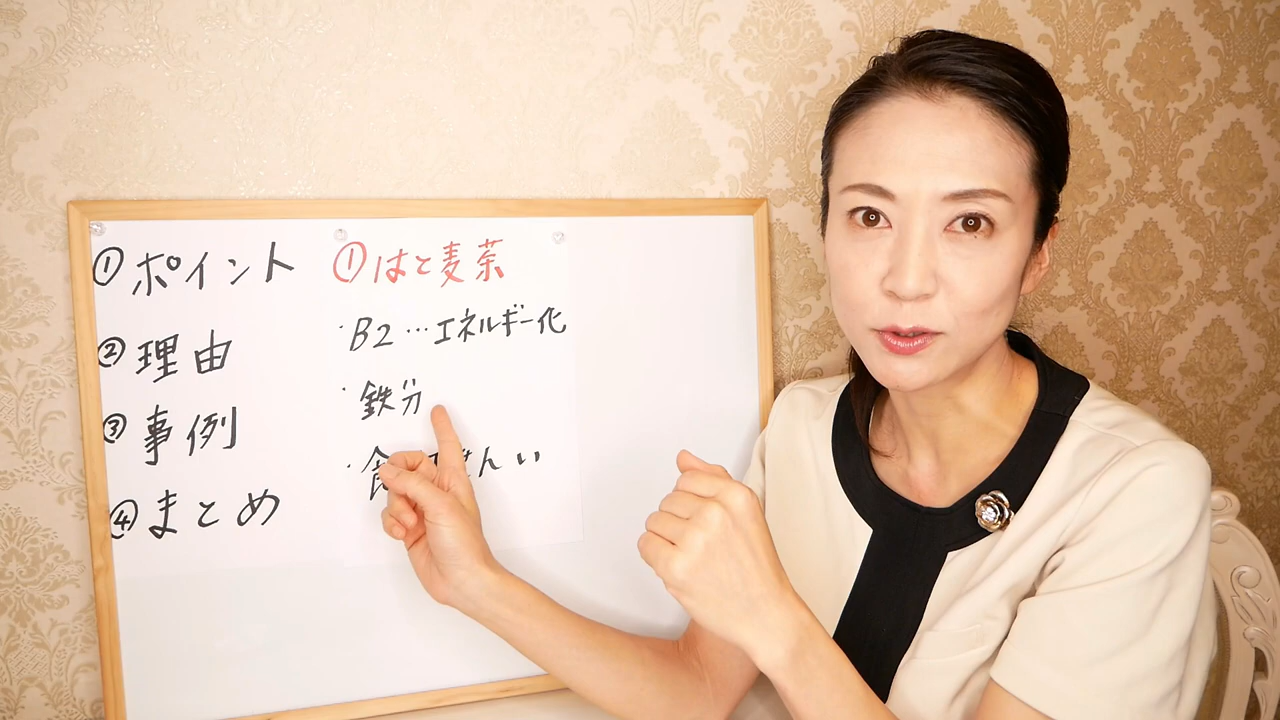 ①ポイント
②理由
③事例
④まとめ
①はと麦茶
・B2…エネルギー化
・鉄分
・食 せんい